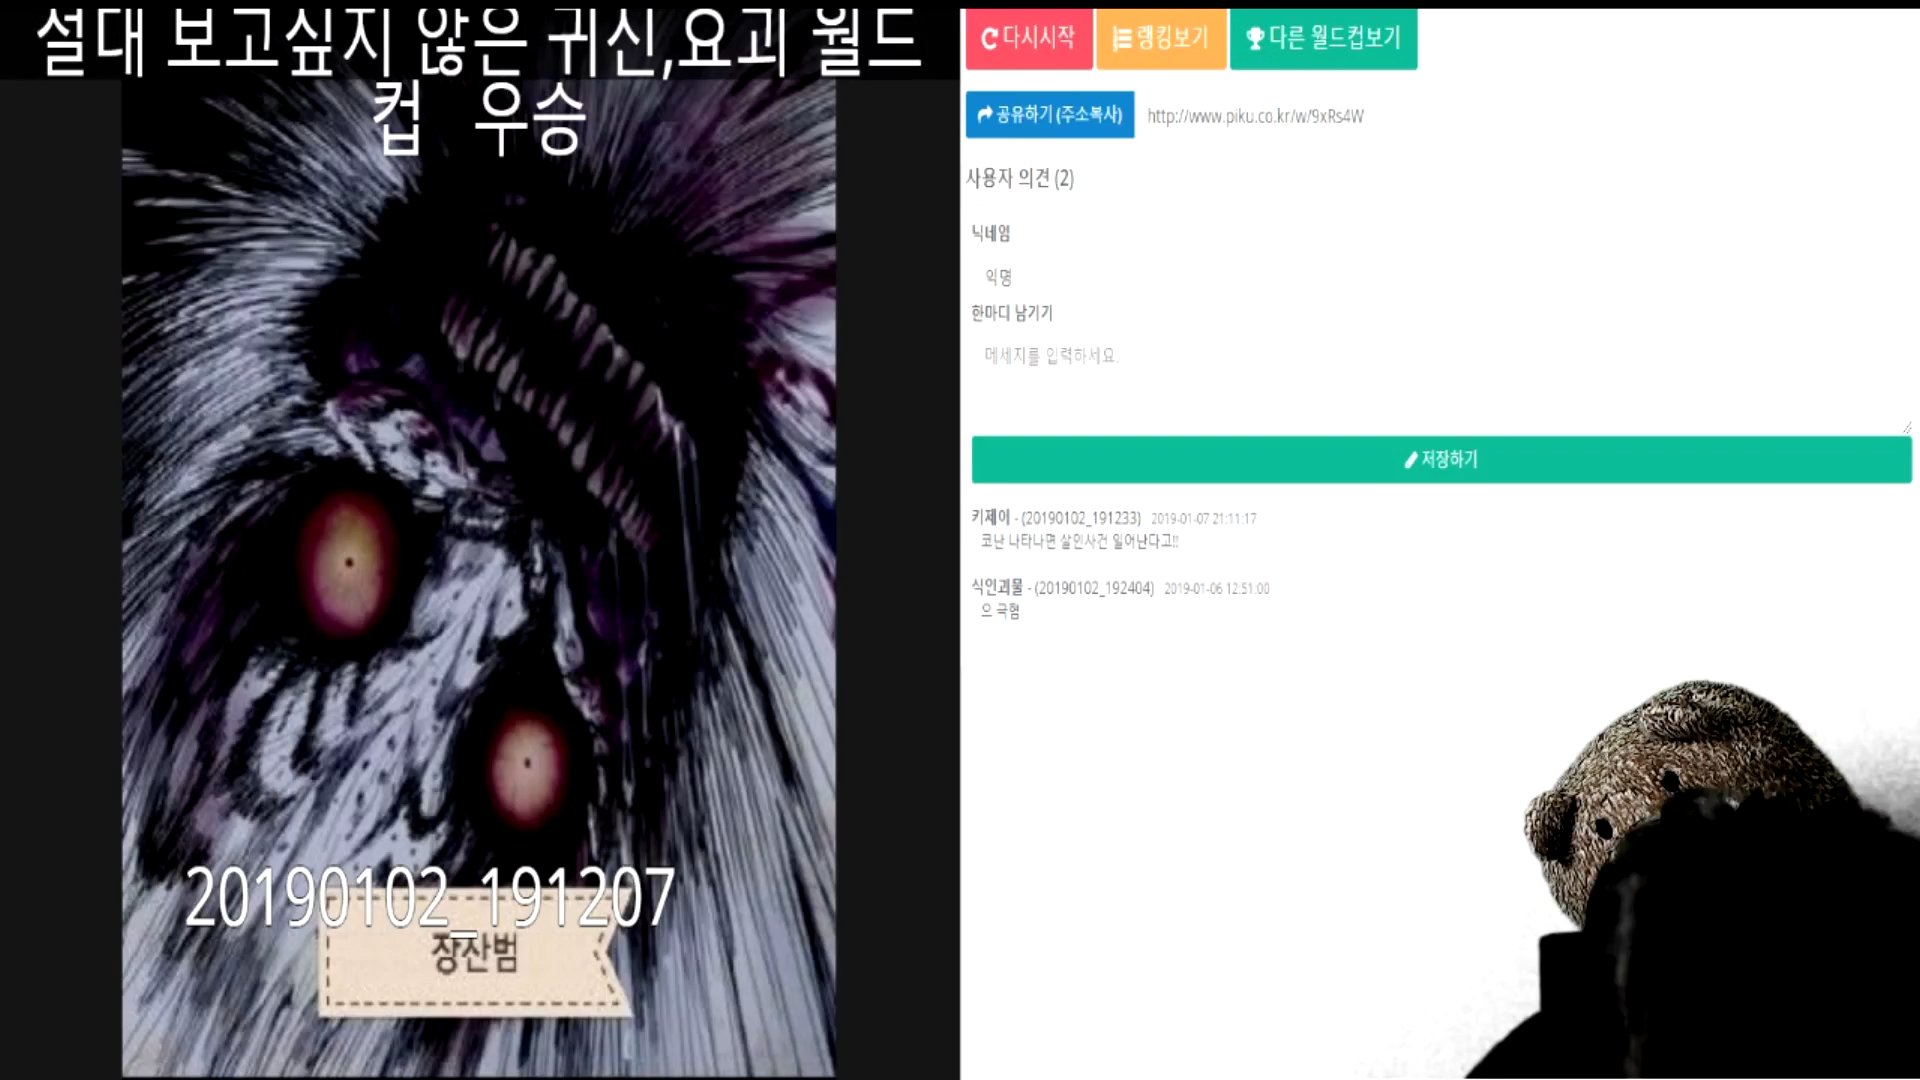 설대 보고싶지 않은 귀신,요괴 월드
컵 우승
20190102_191207
장산범
다시시작
랭킹보기
다른 월드컵보기
공유하기 (주소복사)
http://www.piku.co.kr/w/9xRs4W
사용자 의견 (2)
닉네임
익명
한마디 남기기
메세지를 입력하세요.
저장하기
키제이 - (20190102_191233) 2019-01-07 21:11:17
코난 나타나면 살인사건 일어난다고!!
식인괴물 - (20190102_192404) 2019-01-06 12:51:00
으 극혐